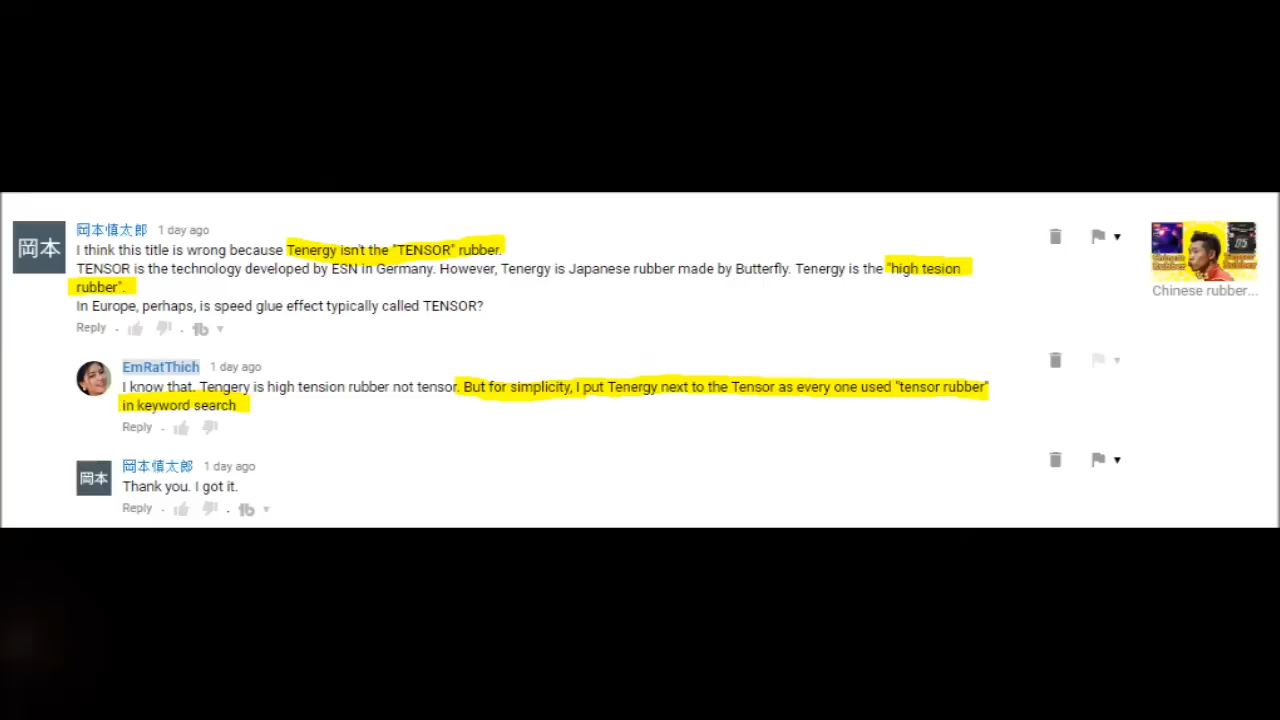 岡本
岡本慎太郎 1 day ago
I think this title is wrong because Tenergy isn't the "TENSOR" rubber.
TENSOR is the technology developed by ESN in Germany. However, Tenergy is Japanese rubber made by Butterfly. Tenergy is the "high tesion
rubber".
In Europe, perhaps, is speed glue effect typically called TENSOR?
Reply
Chinese rubber...
EmRatThich 1 day ago
I know that. Tengery is high tension rubber not tensor. But for simplicity, I put Tenergy next to the Tensor as every one used "tensor rubber"
in keyword search
Reply
岡本
岡本慎太郎 1 day ago
Thank you. I got it.
Reply